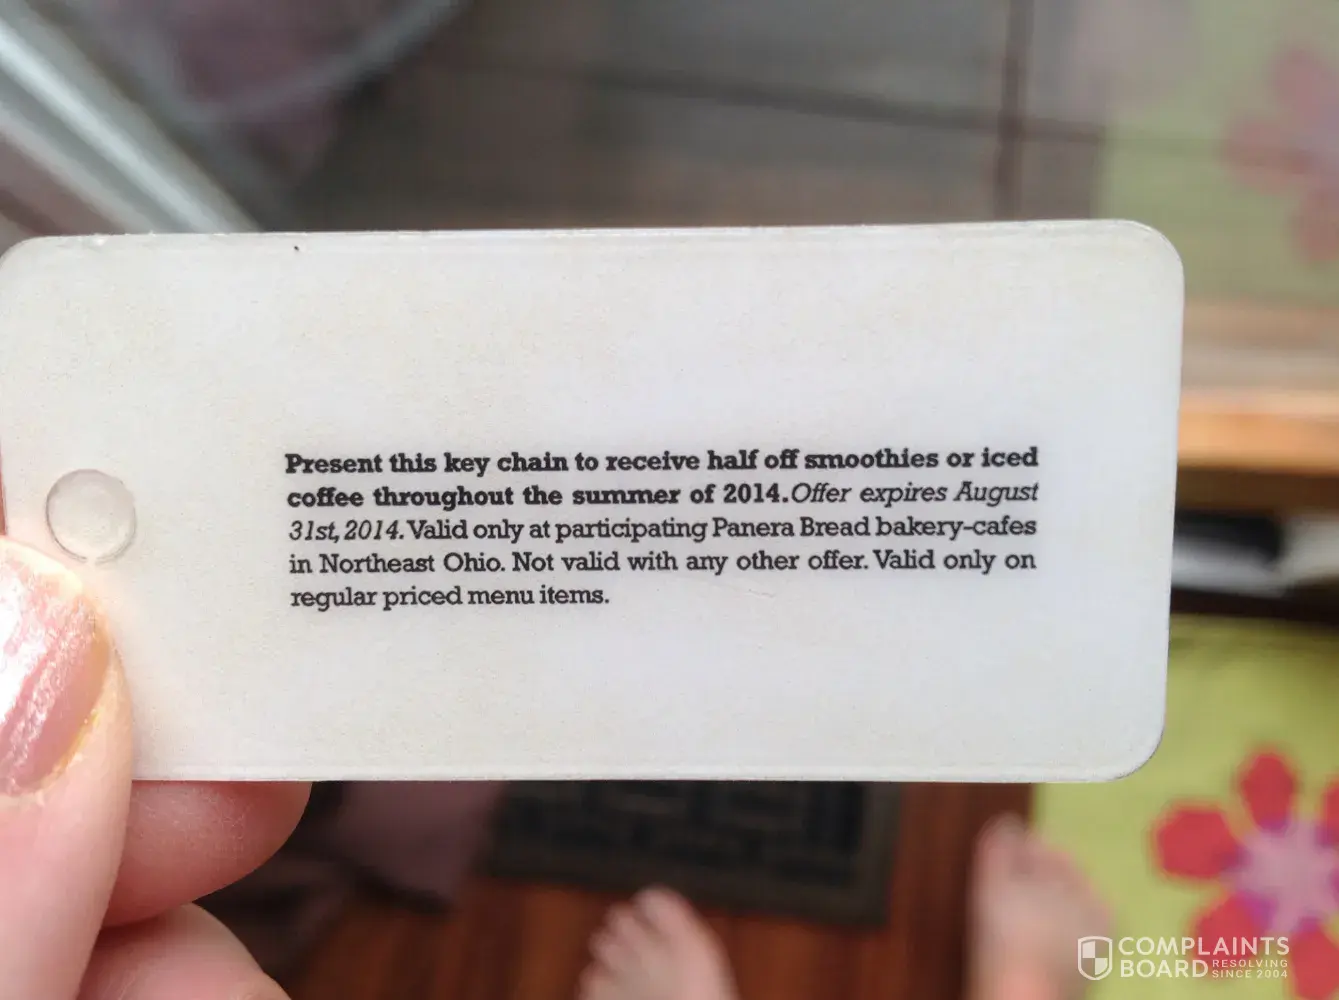 Present this key chain to receive half off smoothies or iced
coffee throughout the summer of 2014. Offer expires August
31st, 2014. Valid only at participating Panera Bread bakery-cafes
in Northeast Ohio. Not valid with any other offer. Valid only on
regular priced menu items.
COMPLAINTS
BOARD RESOLVING
SINCE 2004